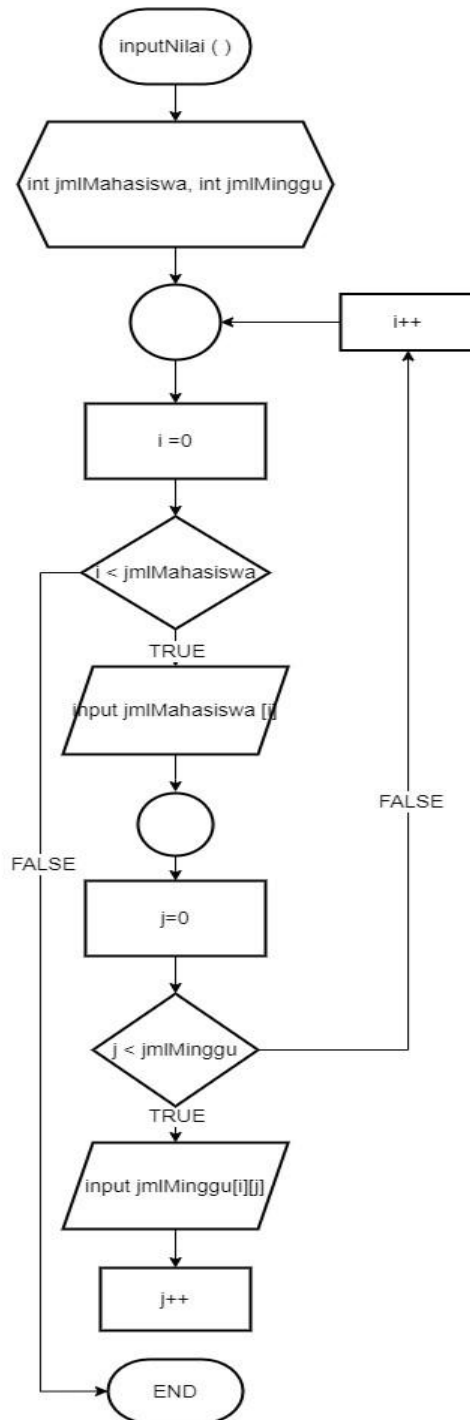 inputNilai ( )
int jmlMahasiswa, int jmlMinggu
i++
i =0
i < jmlMahasiswa
TRUE
input jmlMahasiswa [i]
FALSE
FALSE
j=0
j < jmlMinggu
TRUE
input jmlMinggu[i][j]
j++
END